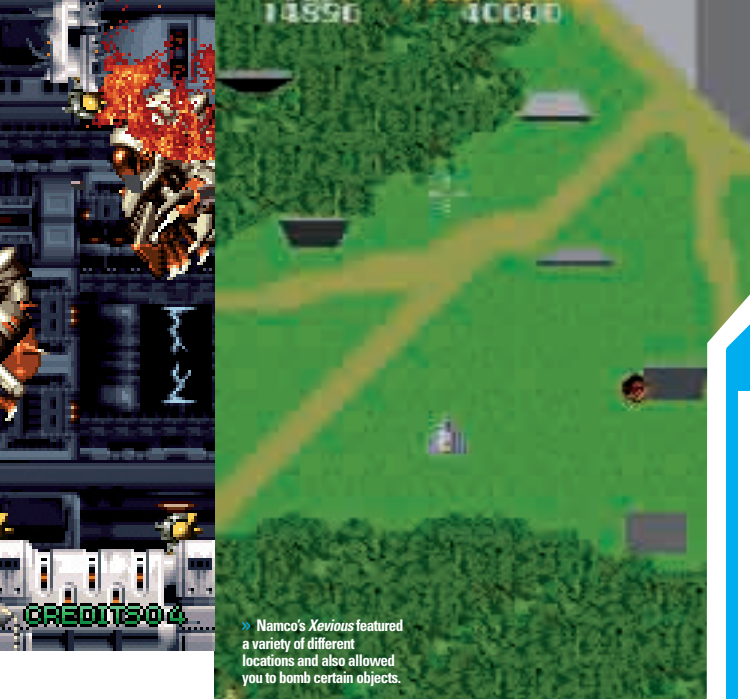 14896 40000
CREDITS 0 4
» Namco's Xevious featured
a variety of different
locations and also allowed
you to bomb certain objects.